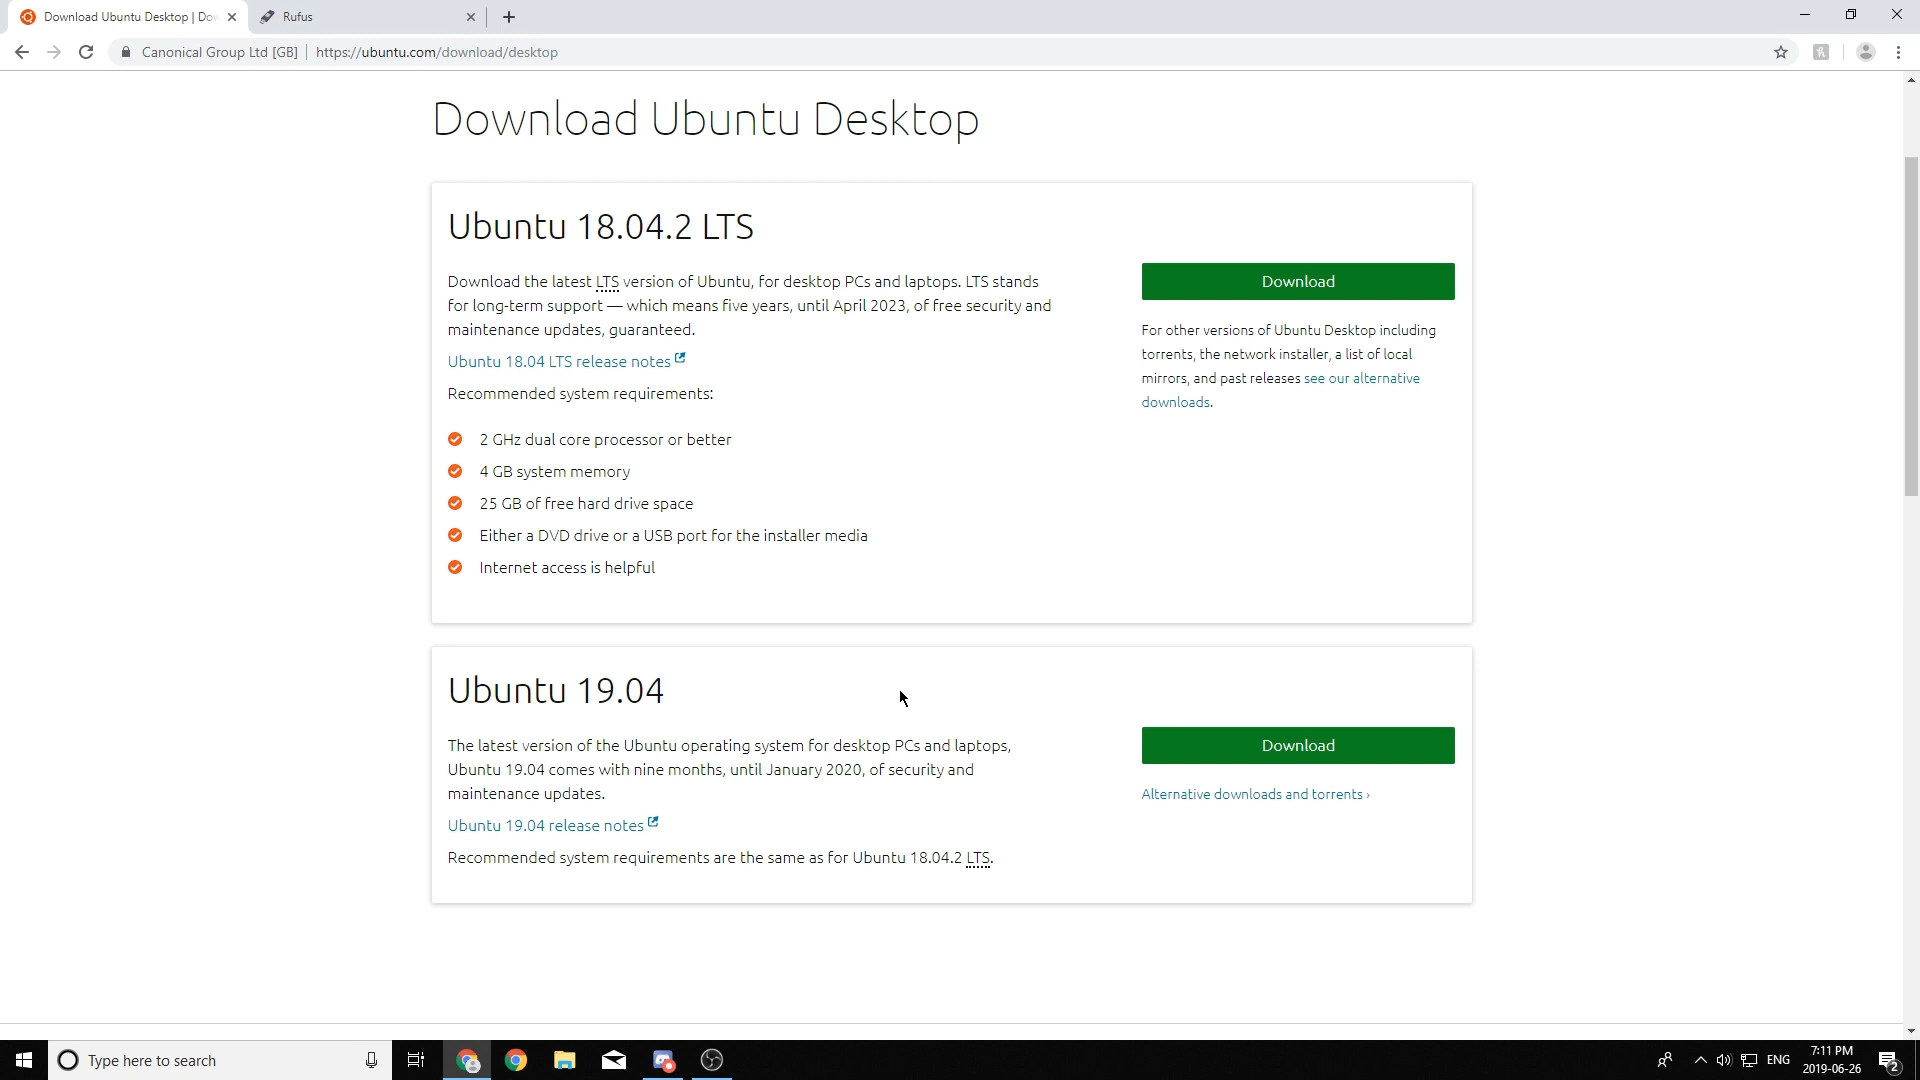 Download Ubuntu Desktop | Dow
Rufus
Canonical Group Ltd [GB]
https://ubuntu.com/download/desktop
Download Ubuntu Desktop
Ubuntu 18.04.2 LTS
Download the latest LTS version of Ubuntu, for desktop PCs and laptops. LTS stands
for long-term support — which means five years, until April 2023, of free security and
maintenance updates, guaranteed.
Ubuntu 18.04 LTS release notes
Recommended system requirements:
2 GHz dual core processor or better
4 GB system memory
25 GB of free hard drive space
Either a DVD drive or a USB port for the installer media
Internet access is helpful
Download
For other versions of Ubuntu Desktop including
torrents, the network installer, a list of local
mirrors, and past releases see our alternative
downloads.
Ubuntu 19.04
The latest version of the Ubuntu operating system for desktop PCs and laptops,
Ubuntu 19.04 comes with nine months, until January 2020, of security and
maintenance updates.
Ubuntu 19.04 release notes
Recommended system requirements are the same as for Ubuntu 18.04.2 LTS.
Download
Alternative downloads and torrents ›
Type here to search
ENG
7:11 PM
2019-06-26
2